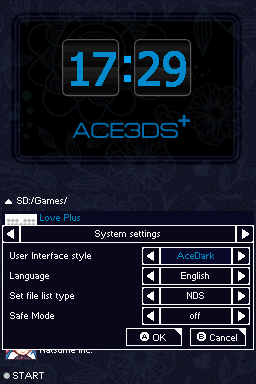 17:29
ACE3DS+
SD:/Games/
Love Plus
System settings
User Interface style AceDark
Language English
Set file list type NDS
Safe Mode off
A OK B Cancel
Natsume Inc.
START